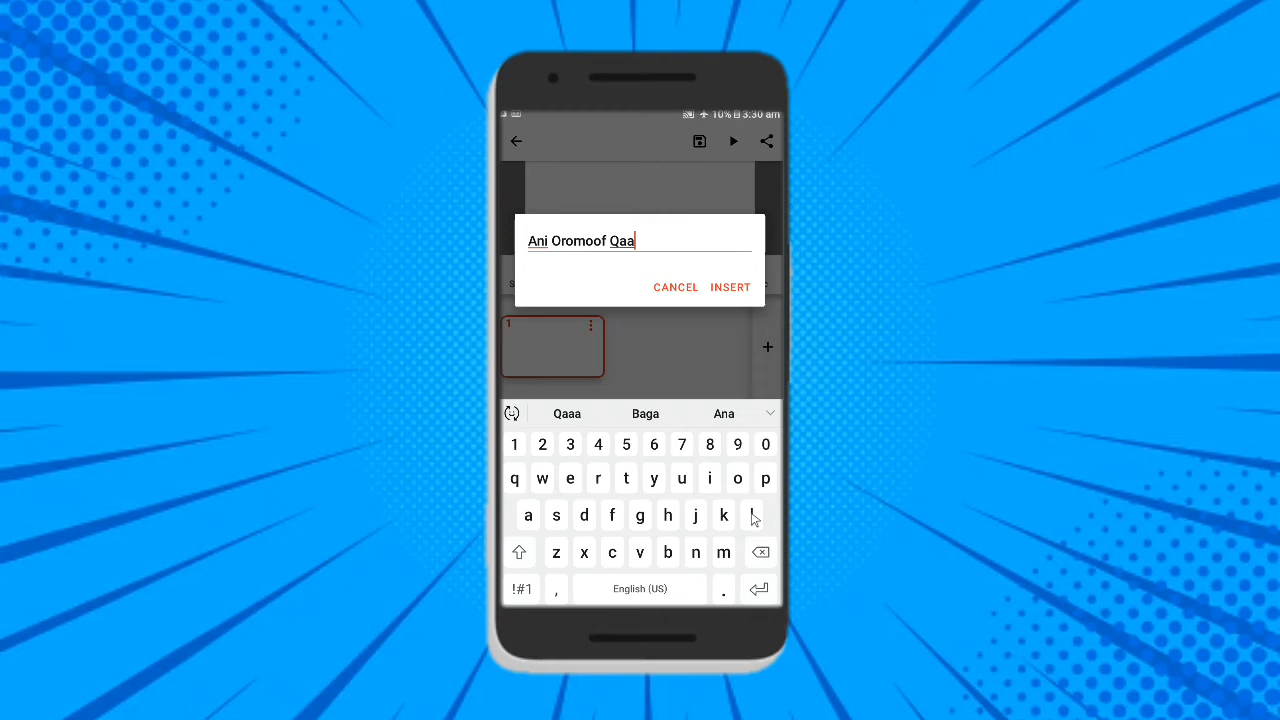 10% 3:30 am
Ani Oromoof Qaa
CANCEL INSERT
1
Qaaa Baga Ana
1 2 3 4 5 6 7 8 9 0
q w e r t y u i o p
a s d f g h j k l
z x c v b n m
!#1 , English (US) .